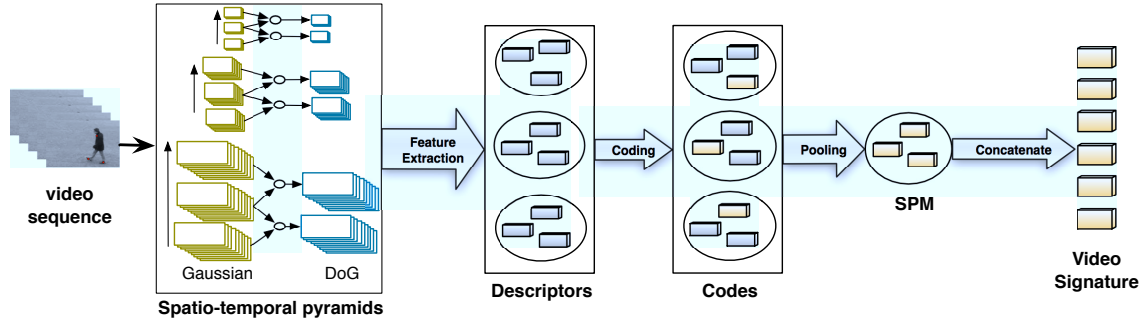 video
sequence
Gaussian
DoG
Spatio-temporal pyramids
Feature
Extraction
Descriptors
Coding
Codes
Pooling
SPM
Concatenate
Video
Signature